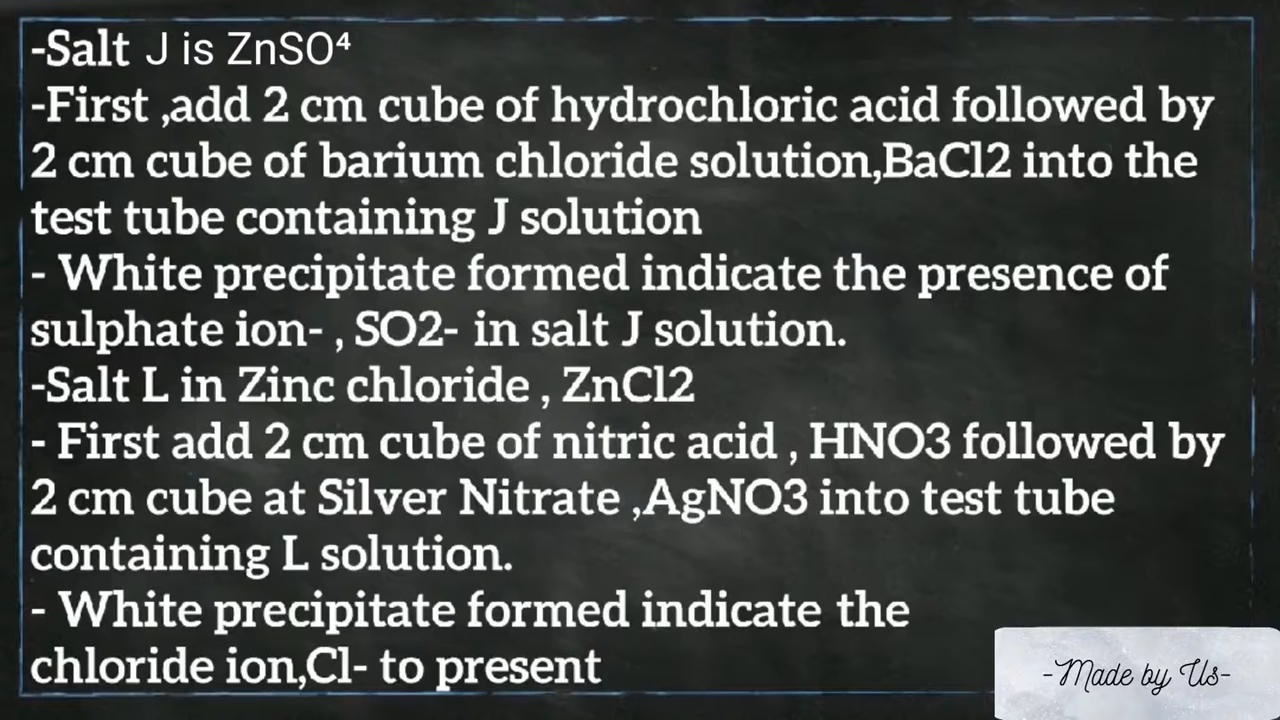 -Salt J is ZnSO⁴
-First ,add 2 cm cube of hydrochloric acid followed by
2 cm cube of barium chloride solution,BaCl2 into the
test tube containing J solution
- White precipitate formed indicate the presence of
sulphate ion- , SO2- in salt J solution.
-Salt L in Zinc chloride , ZnCl2
- First add 2 cm cube of nitric acid , HNO3 followed by
2 cm cube at Silver Nitrate ,AgNO3 into test tube
containing L solution.
- White precipitate formed indicate the
chloride ion,Cl- to present
-Made by Us-